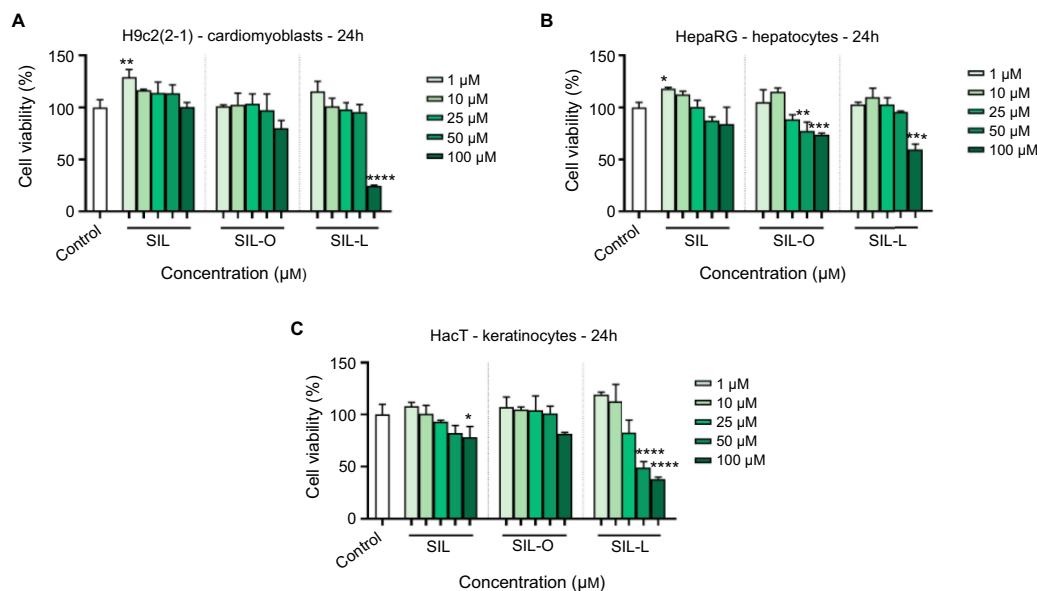 A
H9c2(2-1) - cardiomyoblasts - 24h
Cell viability (%)
150
100
50
0
**
****
Control
SIL
SIL-O
SIL-L
Concentration (µM)
1 µM
10 µM
25 µM
50 µM
100 µM
B
HepaRG - hepatocytes - 24h
Cell viability (%)
150
100
50
0
*
**
***
***
Control
SIL
SIL-O
SIL-L
Concentration (µM)
1 µM
10 µM
25 µM
50 µM
100 µM
C
HacT - keratinocytes - 24h
Cell viability (%)
150
100
50
0
*
****
****
Control
SIL
SIL-O
SIL-L
Concentration (µM)
1 µM
10 µM
25 µM
50 µM
100 µM